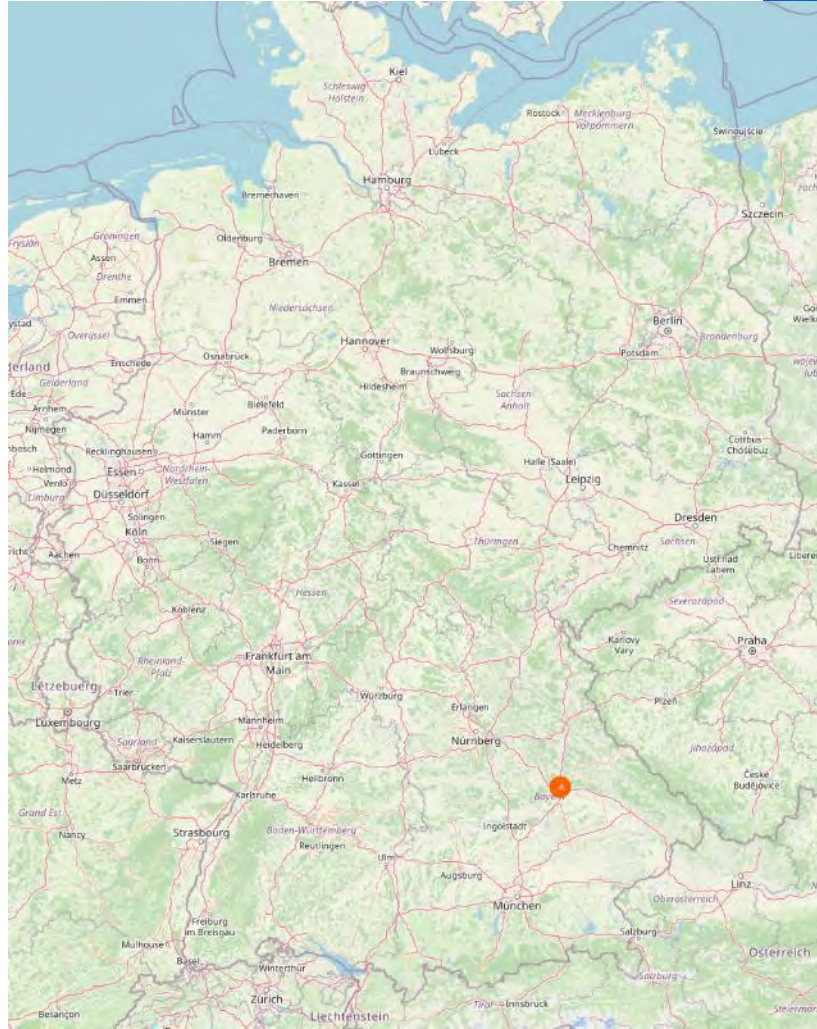 Kiel
Schleswig-
Holstein
Rostock
Mecklenburg-
Vorpommern
Świnoujście
Lübeck
Hamburg
Bremerhaven
Szczecin
Groningen
Fryslân
Oldenburg
Assen
Bremen
Drenthe
Emmen
Niedersachsen
Berlin
Overijssel
Hannover
Wolfsburg
Brandenburg
Potsdam
Osnabrück
Enschede
Braunschweig
derland
Gelderland
Hildesheim
Ede
Sachsen-
Anhalt
Arnhem
Münster
Bielefeld
Nijmegen
Hamm
Paderborn
Cottbus -
Chóśebuz
Recklinghausen
Göttingen
Halle (Saale)
Helmond
Essen
Nordrhein-
Westfalen
Leipzig
Venlo
Kassel
Limburg
Düsseldorf
Solingen
Dresden
Köln
Siegen
Thüringen
Chemnitz
Sachsen
Aachen
Bonn
Ústí nad
Labem
Hessen
Severozápad
Koblenz
Karlovy
Vary
Praha
Frankfurt am
Main
Rheinland-
Pfalz
Lëtzebuerg
Trier
Würzburg
Plzeň
Luxembourg
Erlangen
Mannheim
Saarland
Kaiserslautern
Heidelberg
Nürnberg
Jihozápad
Saarbrücken
Metz
Heilbronn
České
Budějovice
Karlsruhe
Grand Est
Ingolstadt
Nancy
Strasbourg
Baden-Württemberg
Reutlingen
Ulm
Augsburg
Linz
München
Oberösterreich
Freiburg
im Breisgau
Salzburg
Mulhouse
Österreich
Basel
Winterthur
Salzburg
Zürich
Tirol
Innsbruck
Besançon
Liechtenstein